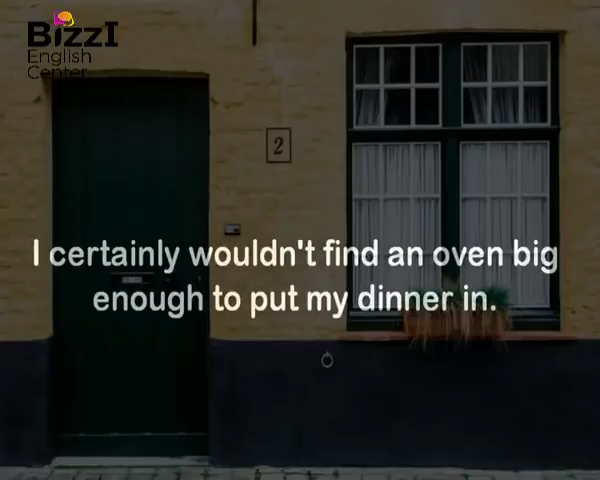 BIZZI
English
Center
2
I certainly wouldn't find an oven big
enough to put my dinner in.